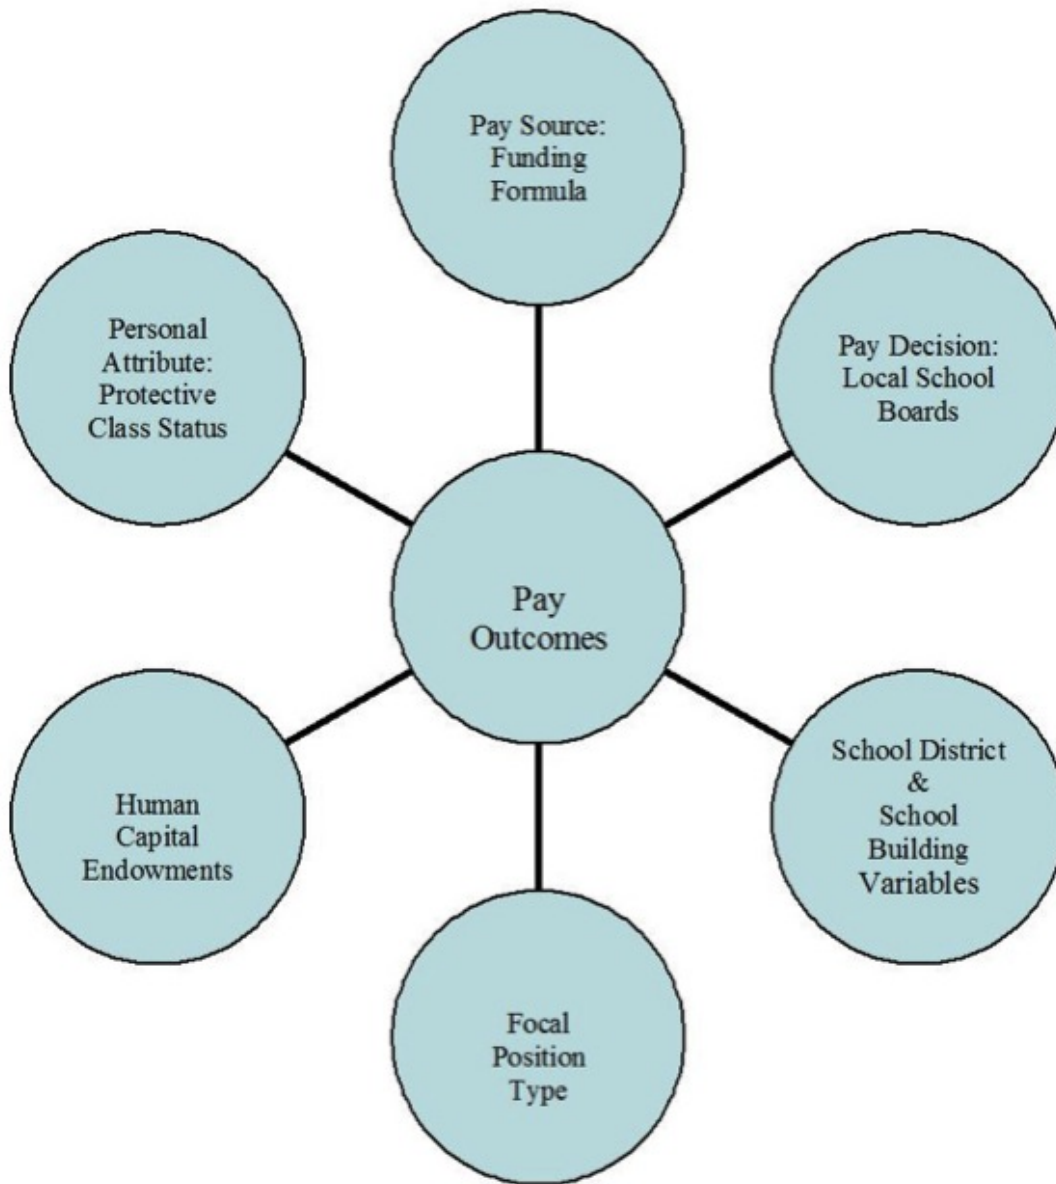 Pay Source:
Funding
Formula
Personal
Attribute:
Protective
Class Status
Pay Decision:
Local School
Boards
Pay
Outcomes
Human
Capital
Endowments
School District
&
School
Building
Variables
Focal
Position
Type